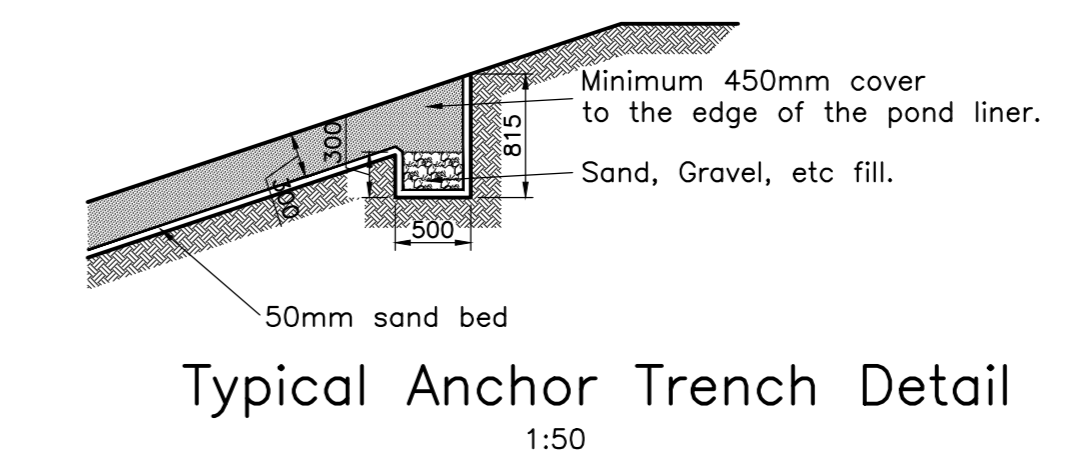 Minimum 450mm cover
to the edge of the pond liner.
300
815
Sand, Gravel, etc fill.
300
500
50mm sand bed
Typical Anchor Trench Detail
1:50